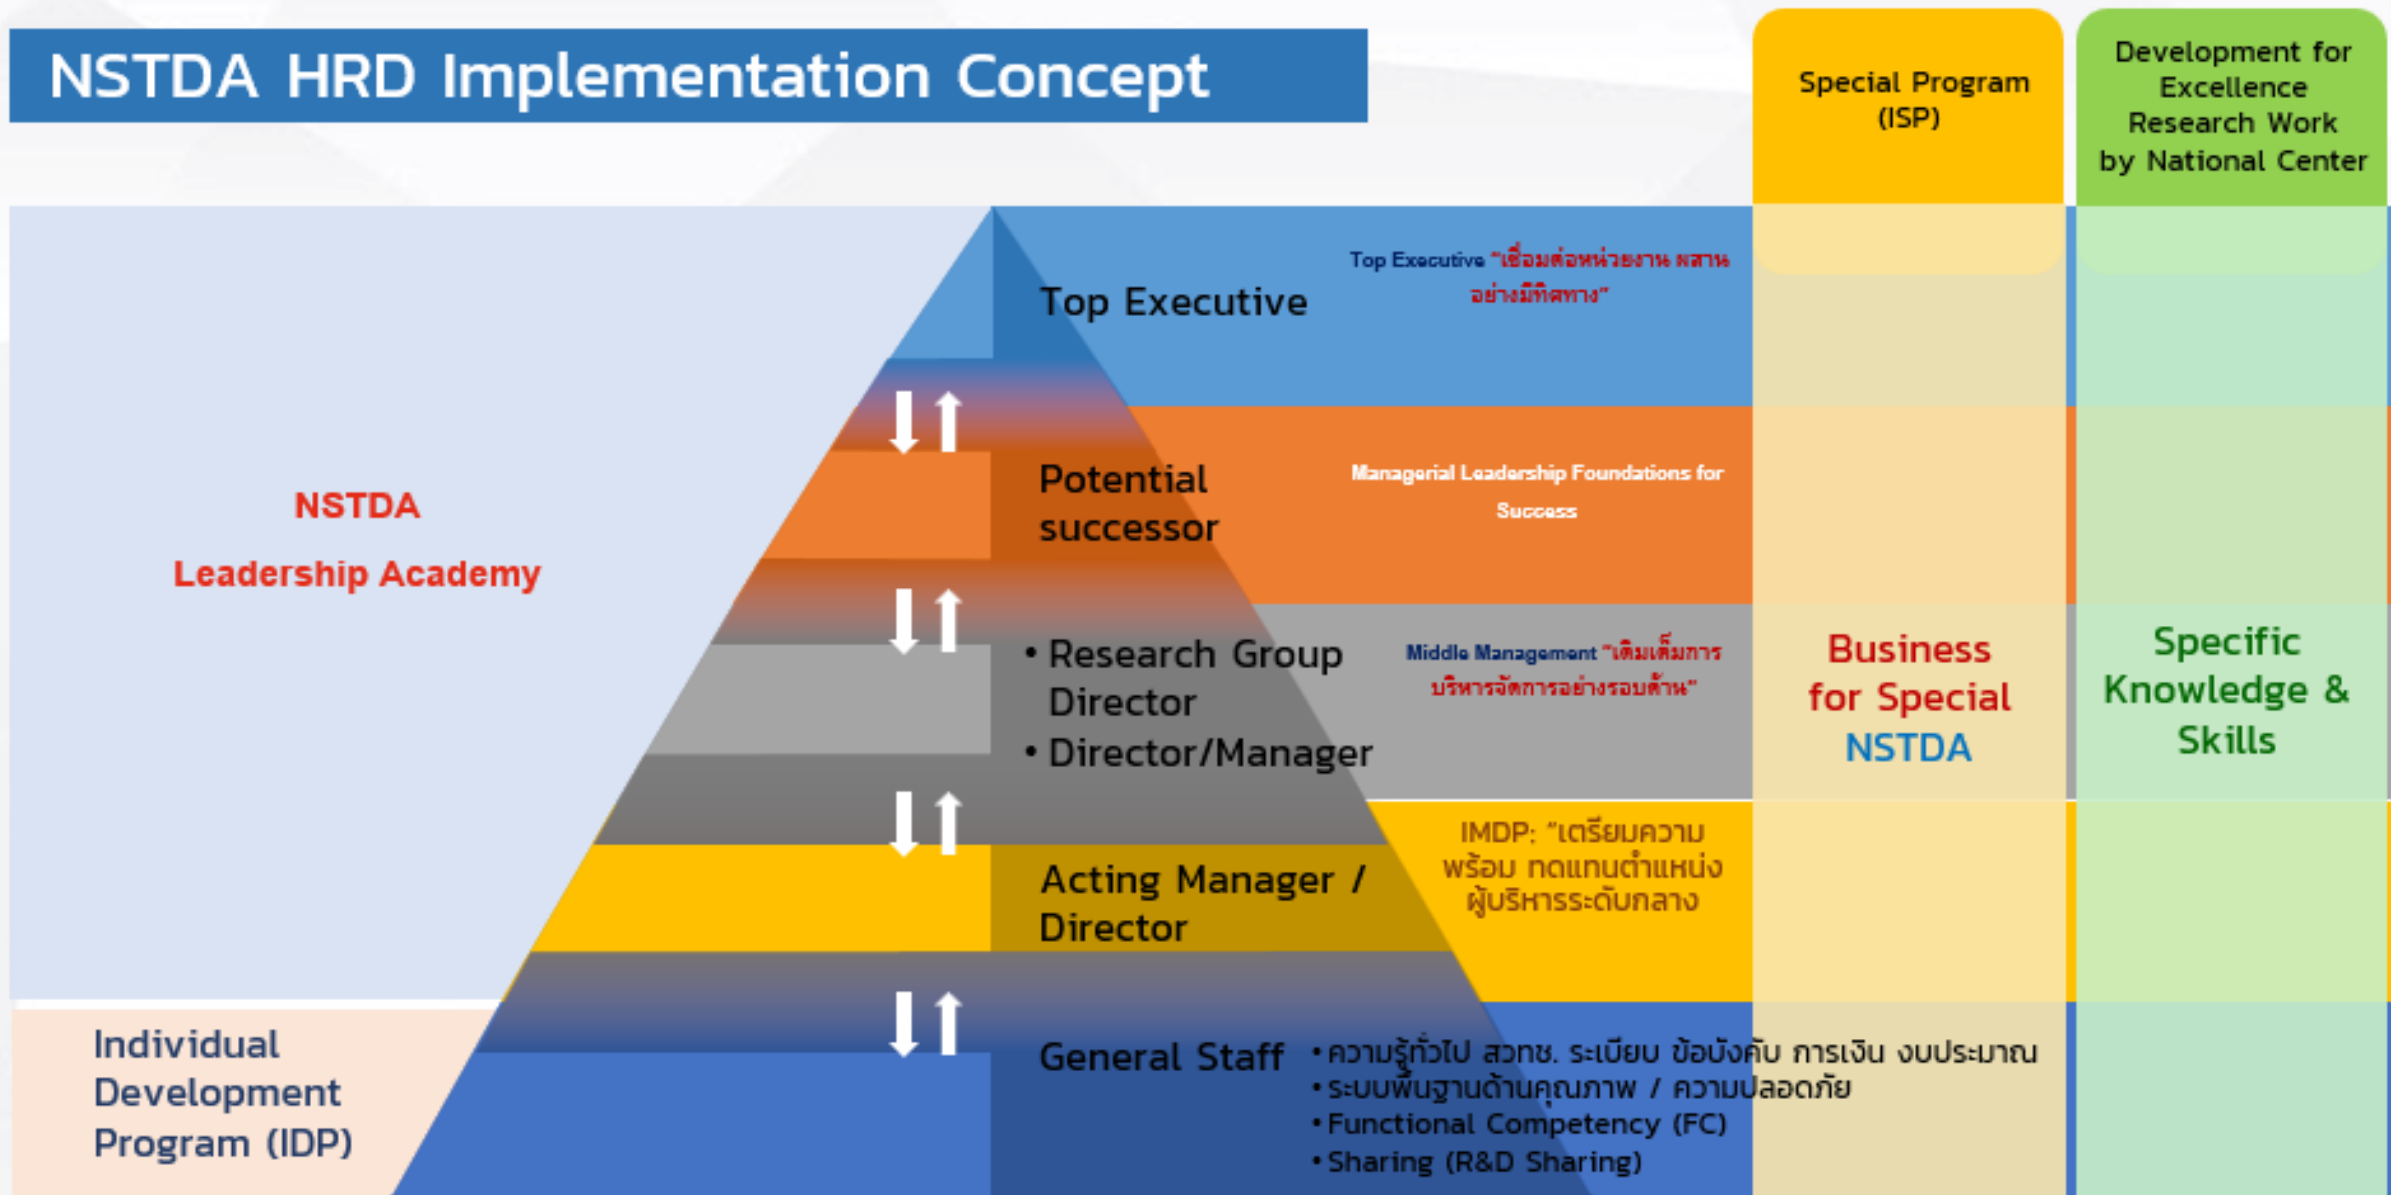 NSTDA HRD Implementation Concept
Special Program
(ISP)
Development for
Excellence
Research Work
by National Center
NSTDA
Leadership Academy
Top Executive
Top Executive "เชื่อมต่อหน่วยงาน ผสาน
อย่างมีทิศทาง"
Potential
successor
Managerial Leadership Foundations for
Success
• Research Group
Director
• Director/Manager
Middle Management "เติมเต็มการ
บริหารจัดการอย่างรอบด้าน"
Business
for Special
NSTDA
Specific
Knowledge &
Skills
Acting Manager /
Director
IMDP: "เตรียมความ
พร้อม ทดแทนตำแหน่ง
ผู้บริหารระดับกลาง
Individual
Development
Program (IDP)
General Staff
• ความรู้ทั่วไป สวทช. ระเบียบ ข้อบังคับ การเงิน งบประมาณ
• ระบบพื้นฐานด้านคุณภาพ / ความปลอดภัย
• Functional Competency (FC)
• Sharing (R&D Sharing)